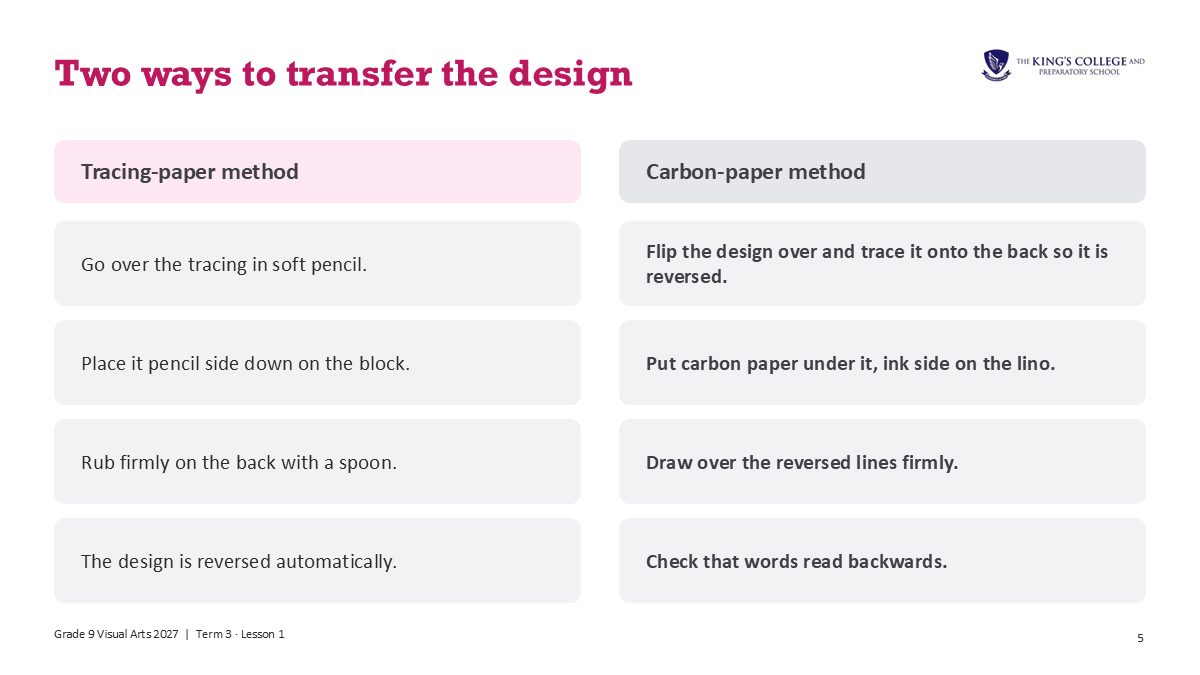 Two ways to transfer the design
THE KING'S COLLEGE AND
PREPARATORY SCHOOL
Tracing-paper method
Go over the tracing in soft pencil.
Place it pencil side down on the block.
Rub firmly on the back with a spoon.
The design is reversed automatically.
Carbon-paper method
Flip the design over and trace it onto the back so it is
reversed.
Put carbon paper under it, ink side on the lino.
Draw over the reversed lines firmly.
Check that words read backwards.
Grade 9 Visual Arts 2027 | Term 3 · Lesson 1
5